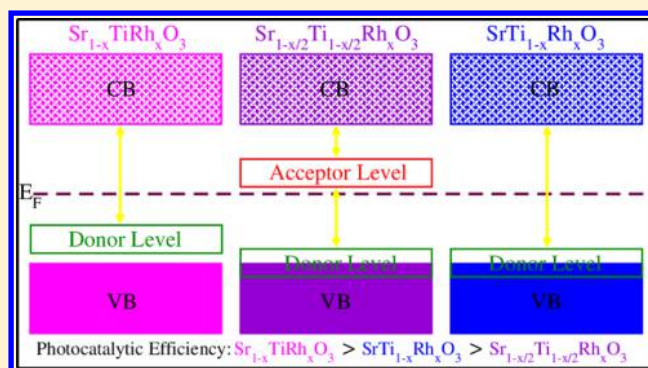 Sr₁₋ₓTiRhₓO₃ Sr₁₋ₓ/₂Ti₁₋ₓ/₂RhₓO₃ SrTi₁₋ₓRhₓO₃
CB CB CB
Acceptor Level
E_F
Donor Level Donor Level Donor Level
VB VB VB
Photocatalytic Efficiency: Sr₁₋ₓTiRhₓO₃ > SrTi₁₋ₓRhₓO₃ > Sr₁₋ₓ/₂Ti₁₋ₓ/₂RhₓO₃